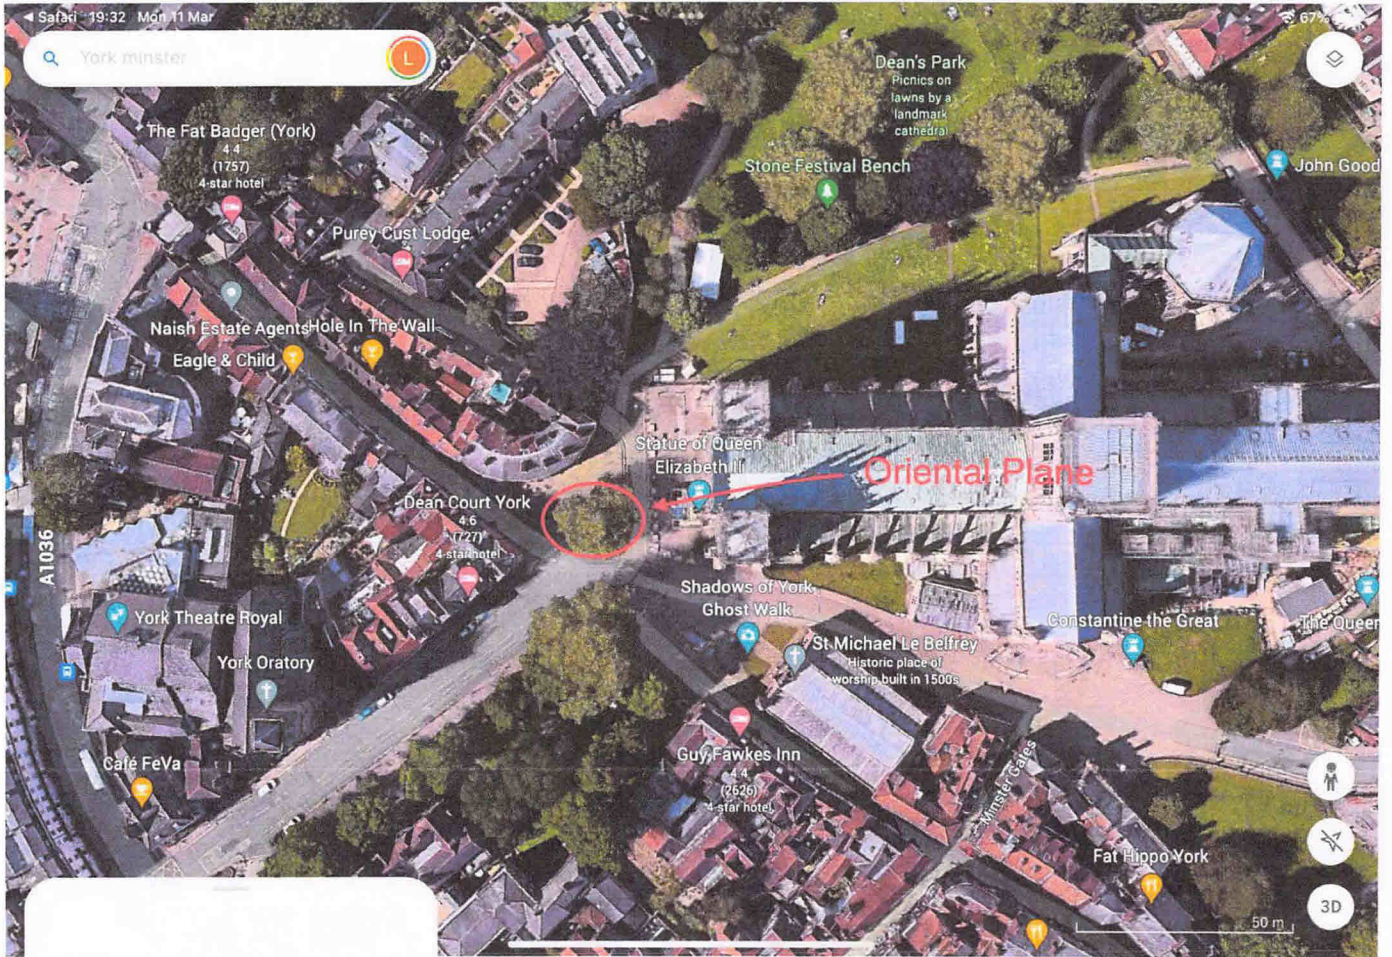 Safari 19:32 Mon 11 Mar
67%
York minster
L
Dean's Park
Picnics on
lawns by a
landmark
cathedral
The Fat Badger (York)
4.4
(1757)
4-star hotel
Stone Festival Bench
John Good
Purey Cust Lodge
Naish Estate Agents
Hole In The Wall
Eagle & Child
Statue of Queen
Elizabeth II
Oriental Plane
Dean Court York
4.6
(727)
4-star hotel
A1036
Shadows of York
Ghost Walk
York Theatre Royal
Constantine the Great
The Queen
St Michael Le Belfrey
Historic place of
worship built in 1500s
York Oratory
Guy Fawkes Inn
4.4
(2626)
4-star hotel
Café FeVa
Minster Gates
Fat Hippo York
3D
50 m